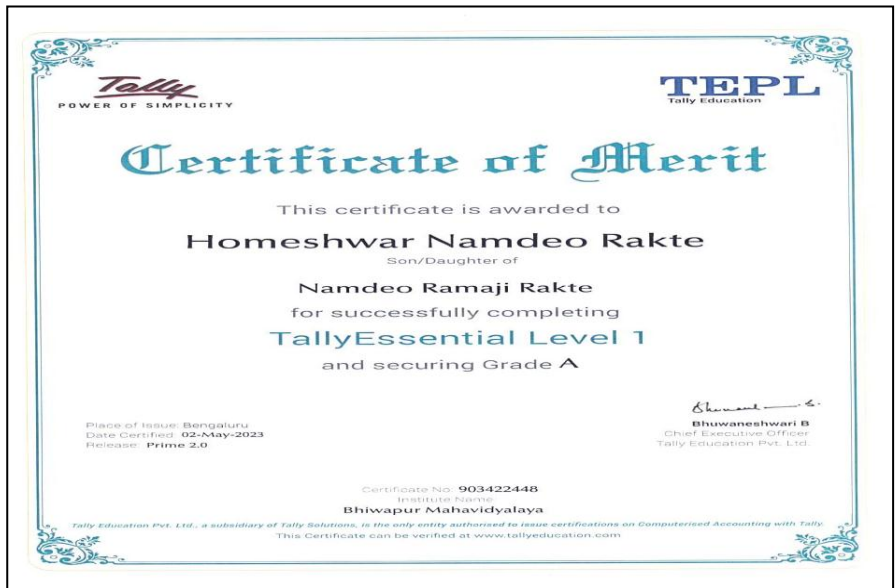 Tally
POWER OF SIMPLICITY
TEPL
Tally Education
Certificate of Merit
This certificate is awarded to
Homeshwar Namdeo Rakte
Son/Daughter of
Namdeo Ramaji Rakte
for successfully completing
TallyEssential Level 1
and securing Grade A
Place of Issue: Bengaluru
Date Certified: 02-May-2023
Release: Prime 2.0
Bhuwaneshwari B
Chief Executive Officer
Tally Education Pvt. Ltd.
Certificate No: 903422448
Institute Name
Bhiwapur Mahavidyalaya
Tally Education Pvt. Ltd., a subsidiary of Tally Solutions, is the only entity authorised to issue certifications on Computerised Accounting with Tally.
This Certificate can be verified at www.tallyeducation.com